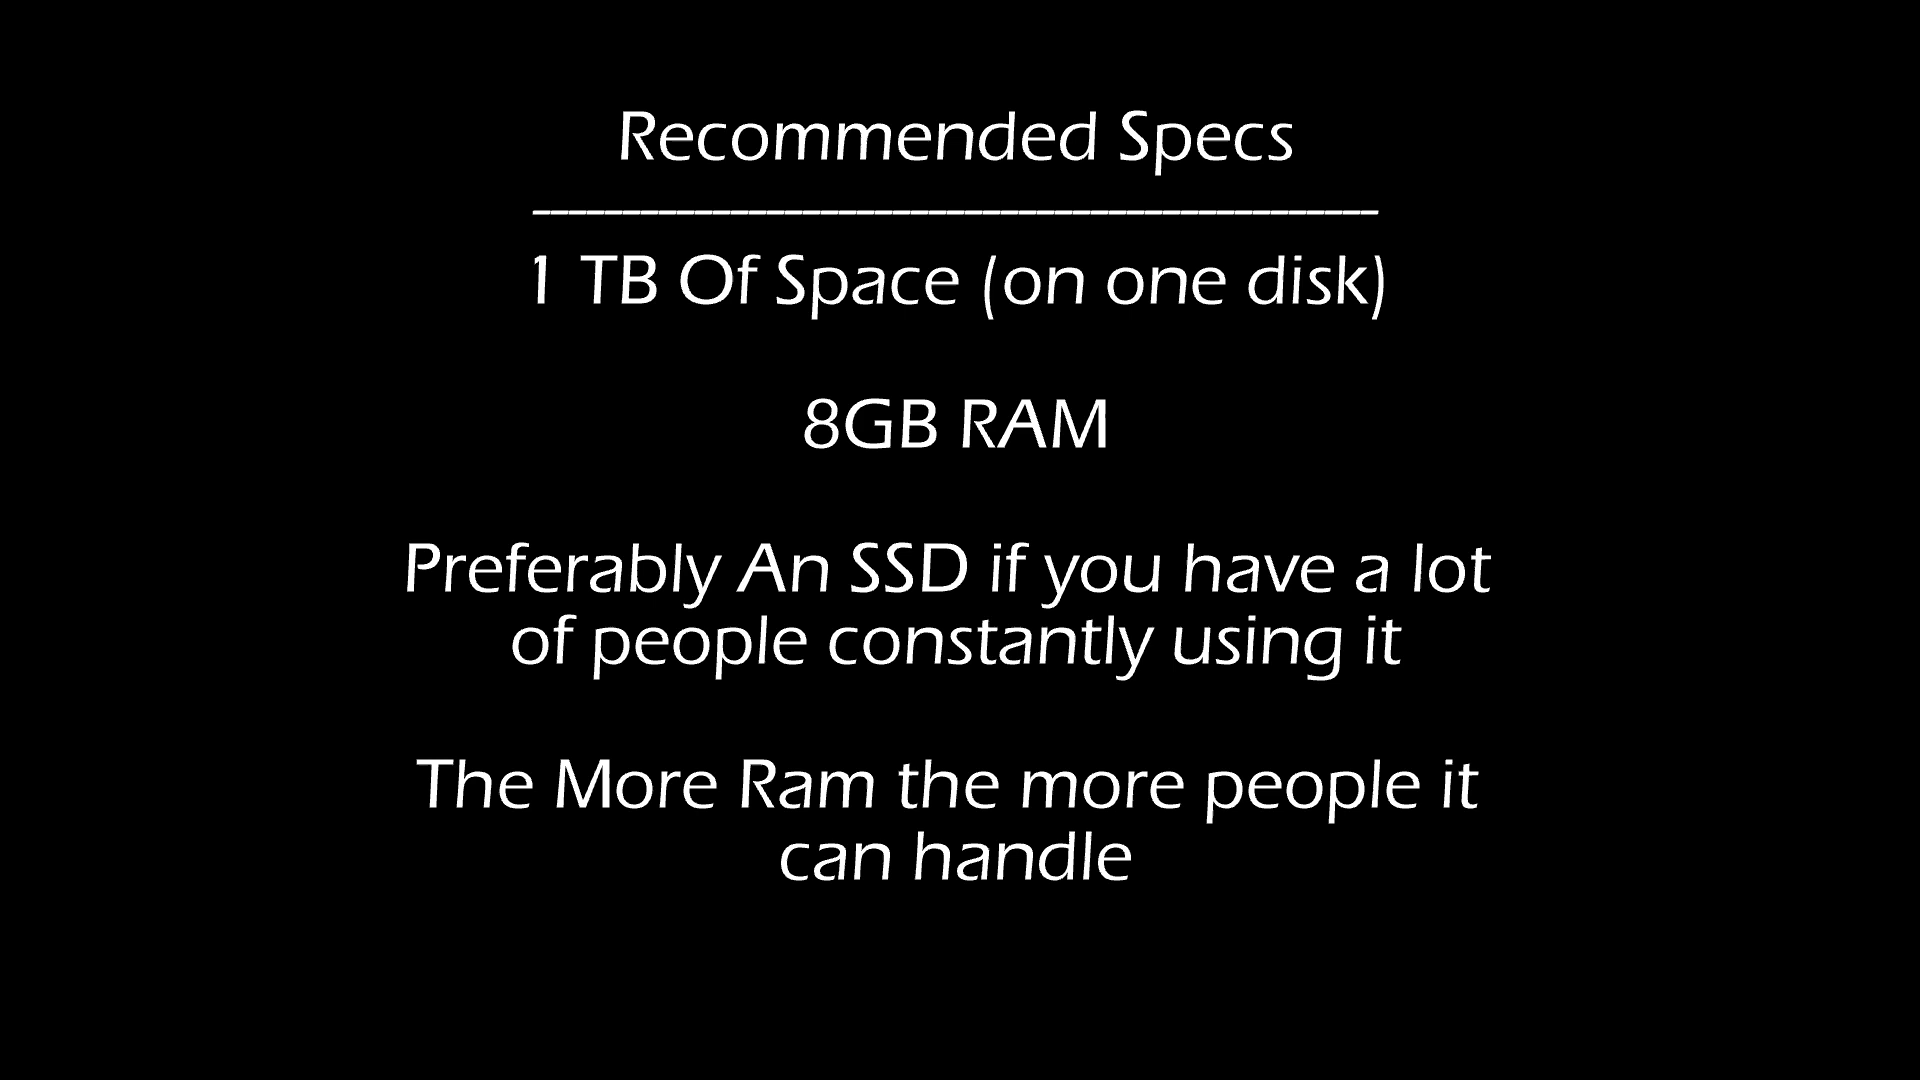 Recommended Specs
_______________________________________________
1 TB Of Space (on one disk)
8GB RAM
Preferably An SSD if you have a lot
of people constantly using it
The More Ram the more people it
can handle